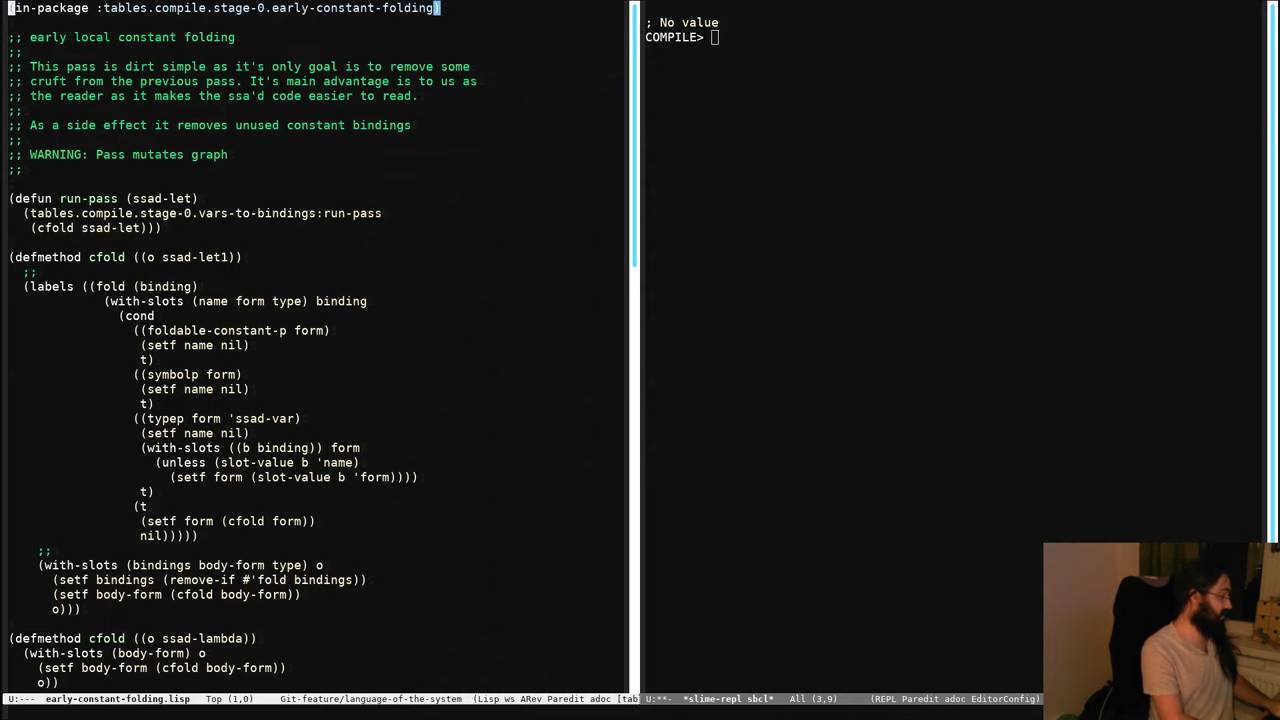 (in-package :tables.compile.stage-0.early-constant-folding)
;; early local constant folding
;;
;; This pass is dirt simple as it's only goal is to remove some
;; cruft from the previous pass. It's main advantage is to us as
;; the reader as it makes the ssa'd code easier to read.
;;
;; As a side effect it removes unused constant bindings
;;
;; WARNING: Pass mutates graph
;;
(defun run-pass (ssad-let)
(tables.compile.stage-0.vars-to-bindings:run-pass
(cfold ssad-let)))
(defmethod cfold ((o ssad-let1))
;;
(labels ((fold (binding)
(with-slots (name form type) binding
(cond
((foldable-constant-p form)
(setf name nil)
t)
((symbolp form)
(setf name nil)
t)
((typep form 'ssad-var)
(setf name nil)
(with-slots ((b binding)) form
(unless (slot-value b 'name)
(setf form (slot-value b 'form))))
t)
(t
(setf form (cfold form))
nil)))))
;;
(with-slots (bindings body-form type) o
(setf bindings (remove-if #'fold bindings))
(setf body-form (cfold body-form))
o)))
(defmethod cfold ((o ssad-lambda))
(with-slots (body-form) o
(setf body-form (cfold body-form))
o))
U:--- early-constant-folding.lisp Top (1,0) Git-feature/language-of-the-system (Lisp ws ARev Paredit adoc [tab
; No value
COMPILE>
U:**- *slime-repl sbcl* All (3,9) (REPL Paredit adoc EditorConfig)